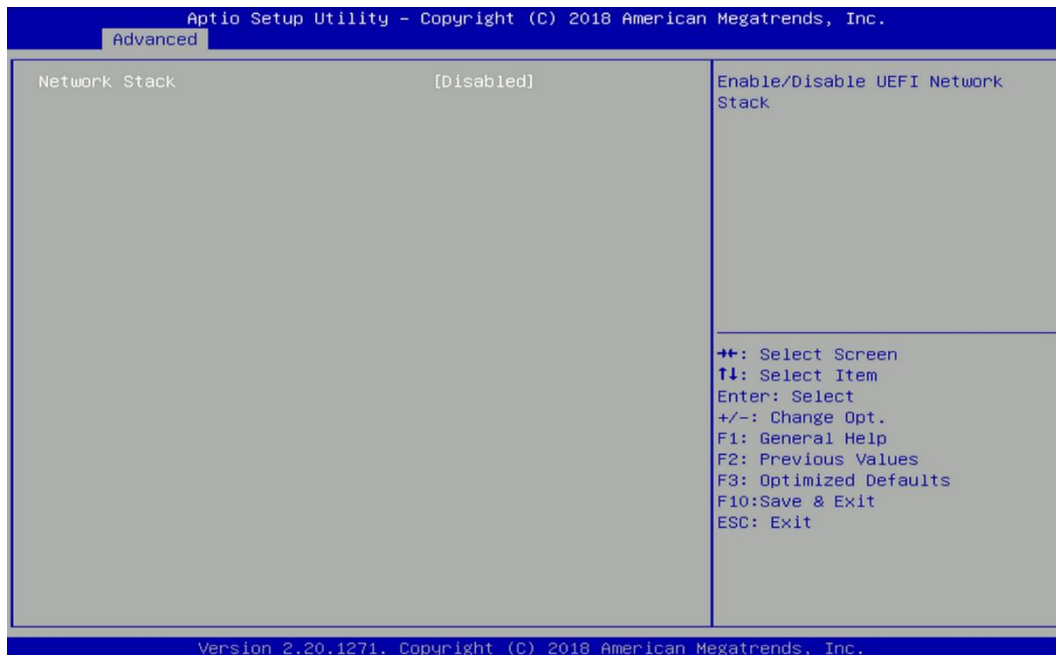 Aptio Setup Utility – Copyright (C) 2018 American Megatrends, Inc.
Advanced
Network Stack [Disabled]
Enable/Disable UEFI Network
Stack
→←: Select Screen
↑↓: Select Item
Enter: Select
+/-: Change Opt.
F1: General Help
F2: Previous Values
F3: Optimized Defaults
F10:Save & Exit
ESC: Exit
Version 2.20.1271. Copyright (C) 2018 American Megatrends, Inc.